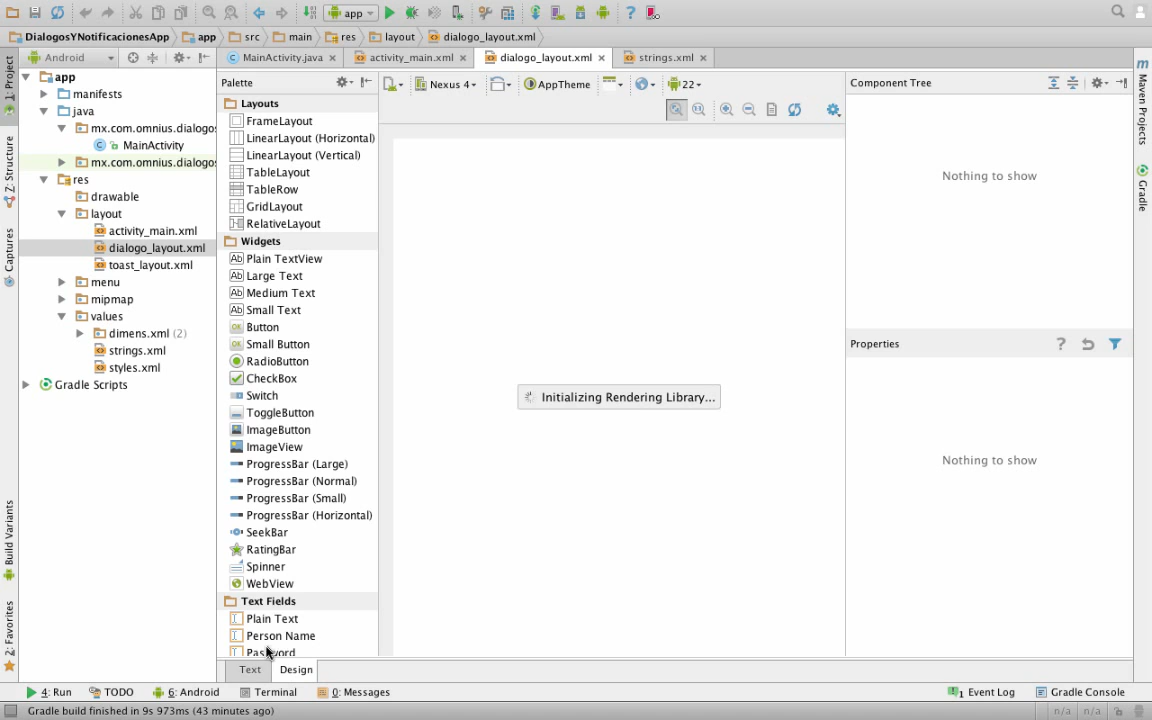 app
DialogosYNotificacionesApp
app
src
main
res
layout
dialogo_layout.xml
Android
MainActivity.java
activity_main.xml
dialogo_layout.xml
strings.xml
1: Project
Z: Structure
Captures
Build Variants
2: Favorites
app
manifests
java
mx.com.omnius.dialogos
MainActivity
mx.com.omnius.dialogos
res
drawable
layout
activity_main.xml
dialogo_layout.xml
toast_layout.xml
menu
mipmap
values
dimens.xml (2)
strings.xml
styles.xml
Gradle Scripts
Palette
Layouts
FrameLayout
LinearLayout (Horizontal)
LinearLayout (Vertical)
TableLayout
TableRow
GridLayout
RelativeLayout
Widgets
Plain TextView
Large Text
Medium Text
Small Text
Button
Small Button
RadioButton
CheckBox
Switch
ToggleButton
ImageButton
ImageView
ProgressBar (Large)
ProgressBar (Normal)
ProgressBar (Small)
ProgressBar (Horizontal)
SeekBar
RatingBar
Spinner
WebView
Text Fields
Plain Text
Person Name
Password
Text
Design
Nexus 4
AppTheme
22
Initializing Rendering Library...
Component Tree
Nothing to show
Properties
Nothing to show
Maven Projects
Gradle
4: Run
TODO
6: Android
Terminal
0: Messages
1 Event Log
Gradle Console
Gradle build finished in 9s 973ms (43 minutes ago)
n/a
n/a